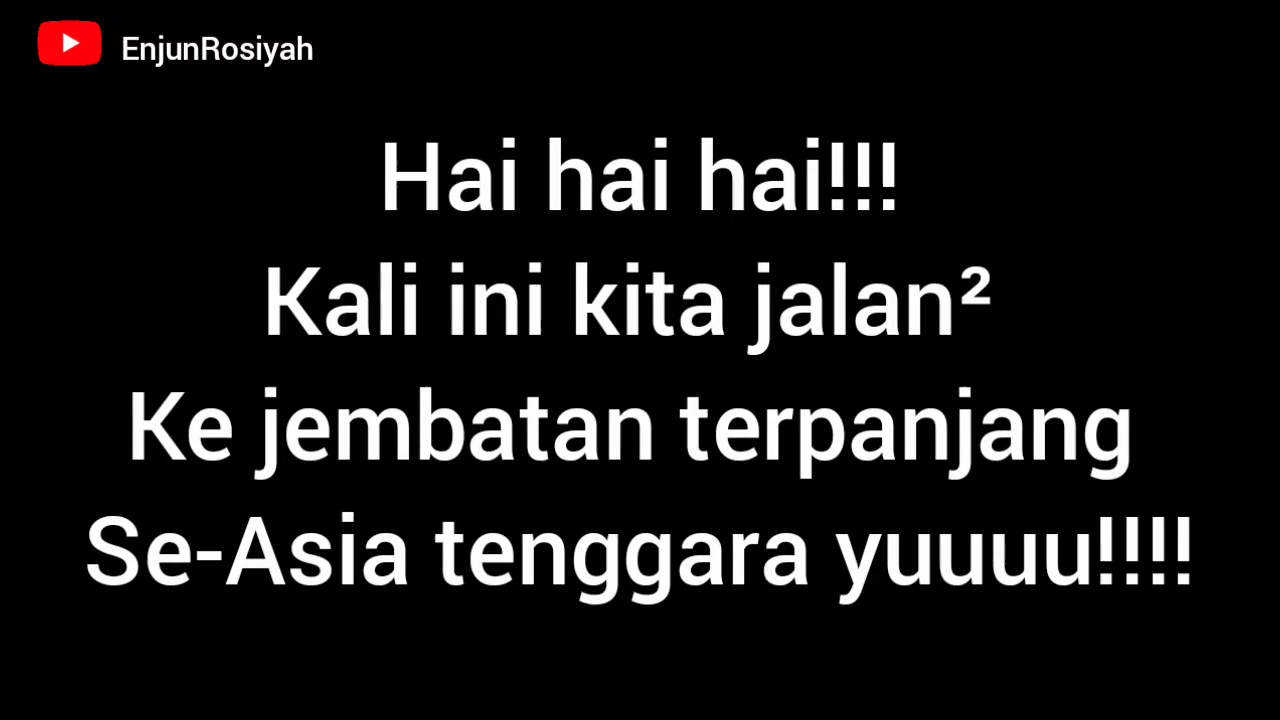 EnjunRosiyah
Hai hai hai!!!
Kali ini kita jalan²
Ke jembatan terpanjang
Se-Asia tenggara yuuuu!!!!